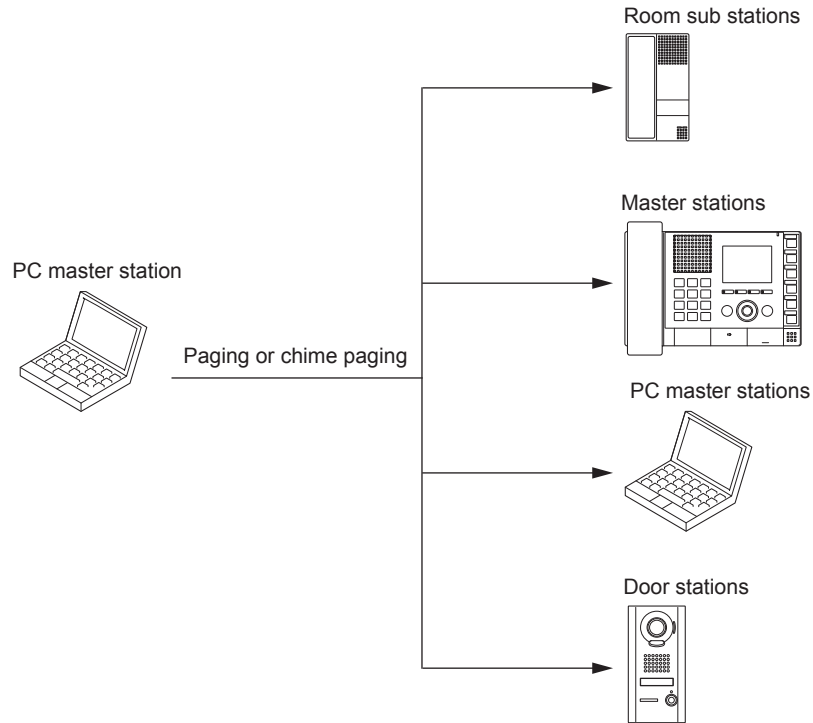 Room sub stations
Master stations
PC master station
Paging or chime paging
PC master stations
Door stations